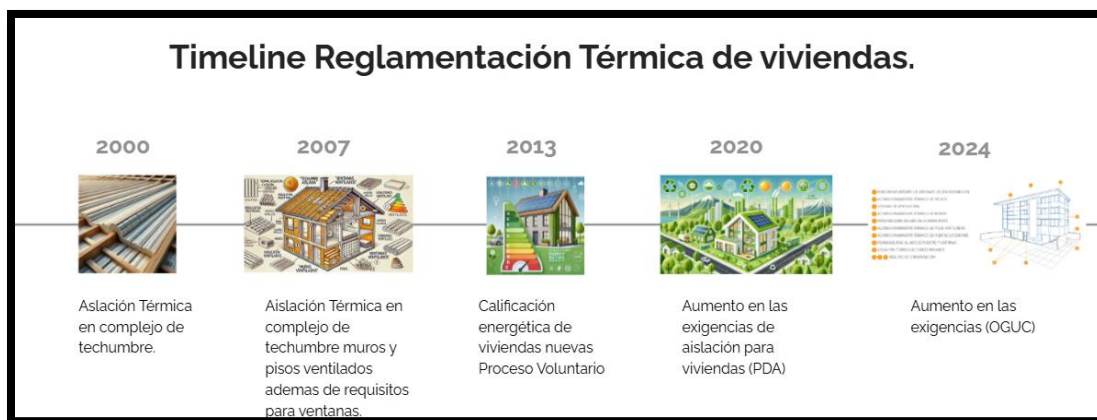 Timeline Reglamentación Térmica de viviendas.
2000
2007
2013
2020
2024
Aslación Térmica
en complejo de
techumbre.
Aislación Térmica en
complejo de
techumbre muros y
pisos ventilados
ademas de requisitos
para ventanas.
Calificación
energética de
viviendas nuevas
Proceso Voluntario
Aumento en las
exigencias de
aislación para
viviendas (PDA)
Aumento en las
exigencias (OGUC)